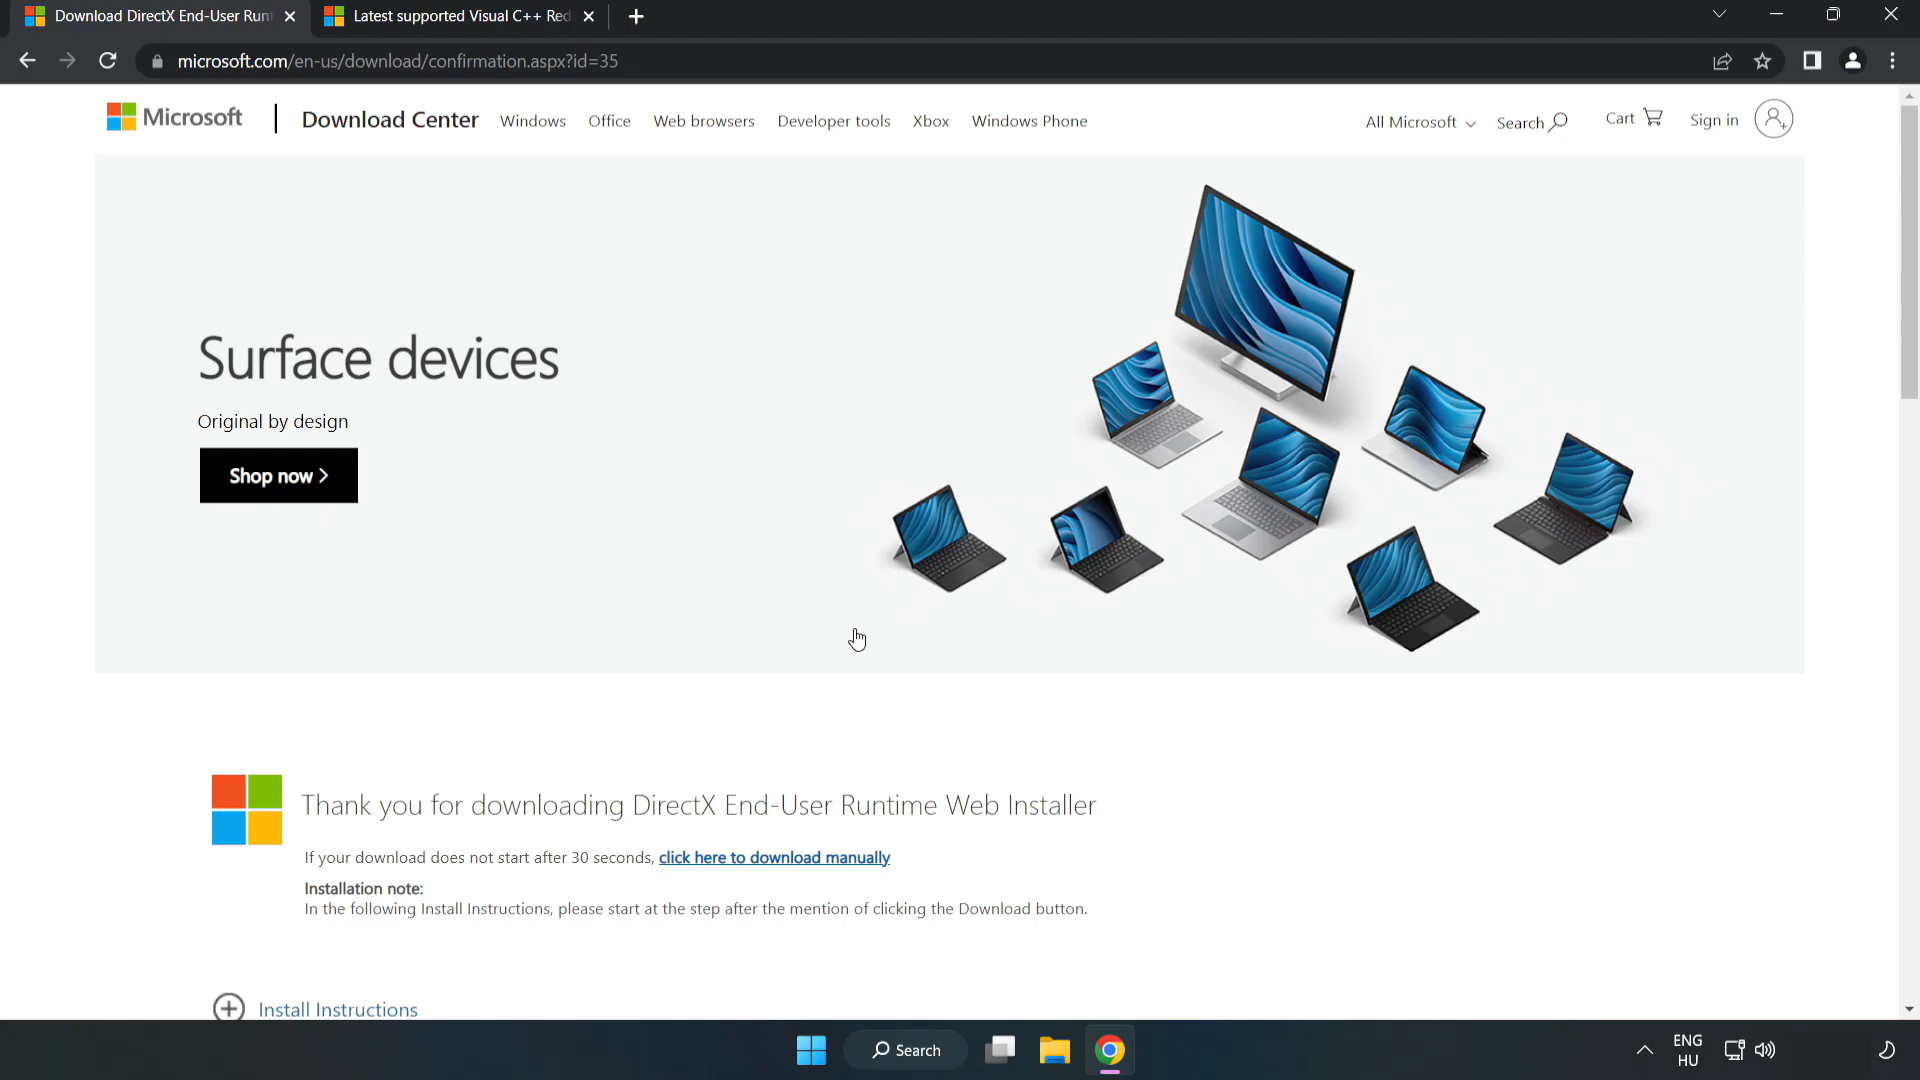 Download DirectX End-User Runt
Latest supported Visual C++ Red
microsoft.com/en-us/download/confirmation.aspx?id=35
Microsoft
Download Center
Windows
Office
Web browsers
Developer tools
Xbox
Windows Phone
All Microsoft
Search
Cart
Sign in
Surface devices
Original by design
Shop now
Thank you for downloading DirectX End-User Runtime Web Installer
If your download does not start after 30 seconds, click here to download manually
Installation note:
In the following Install Instructions, please start at the step after the mention of clicking the Download button.
Install Instructions
Search
ENG
HU